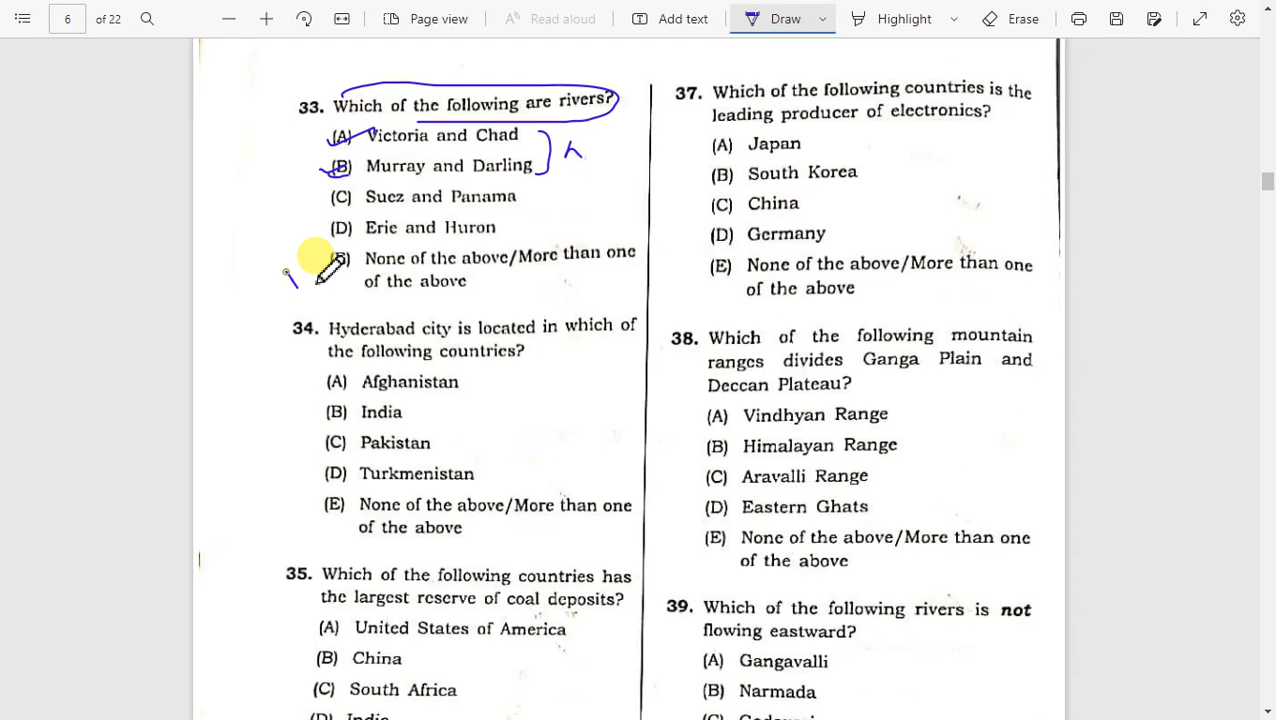 6
of 22
Page view
Read aloud
Add text
Draw
Highlight
Erase
33. Which of the following are rivers?
(A) Victoria and Chad
(B) Murray and Darling
(C) Suez and Panama
(D) Erie and Huron
None of the above/More than one
of the above
34. Hyderabad city is located in which of
the following countries?
(A) Afghanistan
(B) India
(C) Pakistan
(D) Turkmenistan
(E) None of the above/More than one
of the above
35. Which of the following countries has
the largest reserve of coal deposits?
(A) United States of America
(B) China
(C) South Africa
(D) India
37. Which of the following countries is the
leading producer of electronics?
(A) Japan
(B) South Korea
(C) China
(D) Germany
(E) None of the above/More than one
of the above
38. Which of the following mountain
ranges divides Ganga Plain and
Deccan Plateau?
(A) Vindhyan Range
(B) Himalayan Range
(C) Aravalli Range
(D) Eastern Ghats
(E) None of the above/More than one
of the above
39. Which of the following rivers is not
flowing eastward?
(A) Gangavalli
(B) Narmada